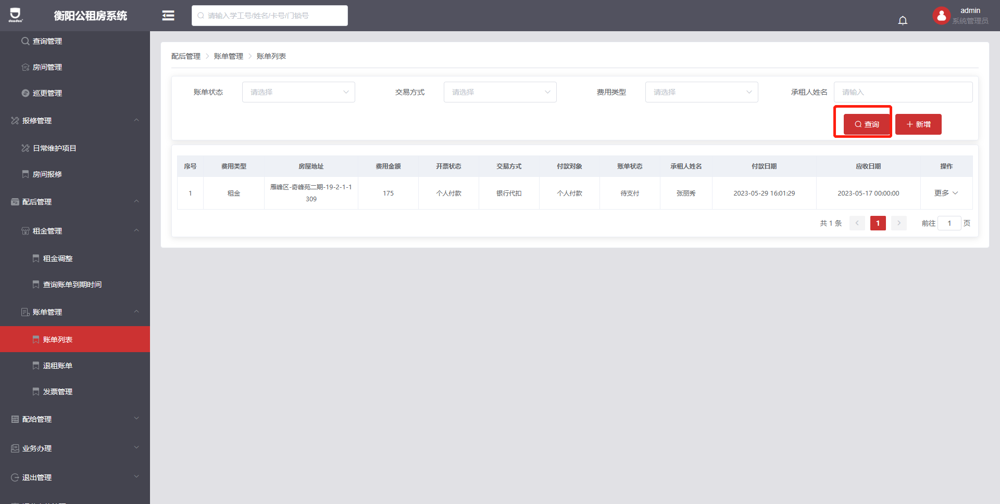 衡阳公租房系统
请输入学工号/姓名/卡号/门锁号
admin
系统管理员
查询管理
房间管理
巡更管理
报修管理
日常维护项目
房间报修
配后管理
租金管理
租金调整
查询账单到期时间
账单管理
账单列表
退租账单
发票管理
配给管理
业务办理
退出管理
配后管理 > 账单管理 > 账单列表
账单状态 请选择 交易方式 请选择 费用类型 请选择 承租人姓名 请输入
查询 新增
序号 费用类型 房屋地址 费用金额 开票状态 交易方式 付款对象 账单状态 承租人姓名 付款日期 应收日期 操作
1 租金 雁峰区-奇峰苑二期-19-2-1-1309 175 个人付款 银行代扣 个人付款 待支付 张丽秀 2023-05-29 16:01:29 2023-05-17 00:00:00 更多
共 1 条 1 前往 1 页